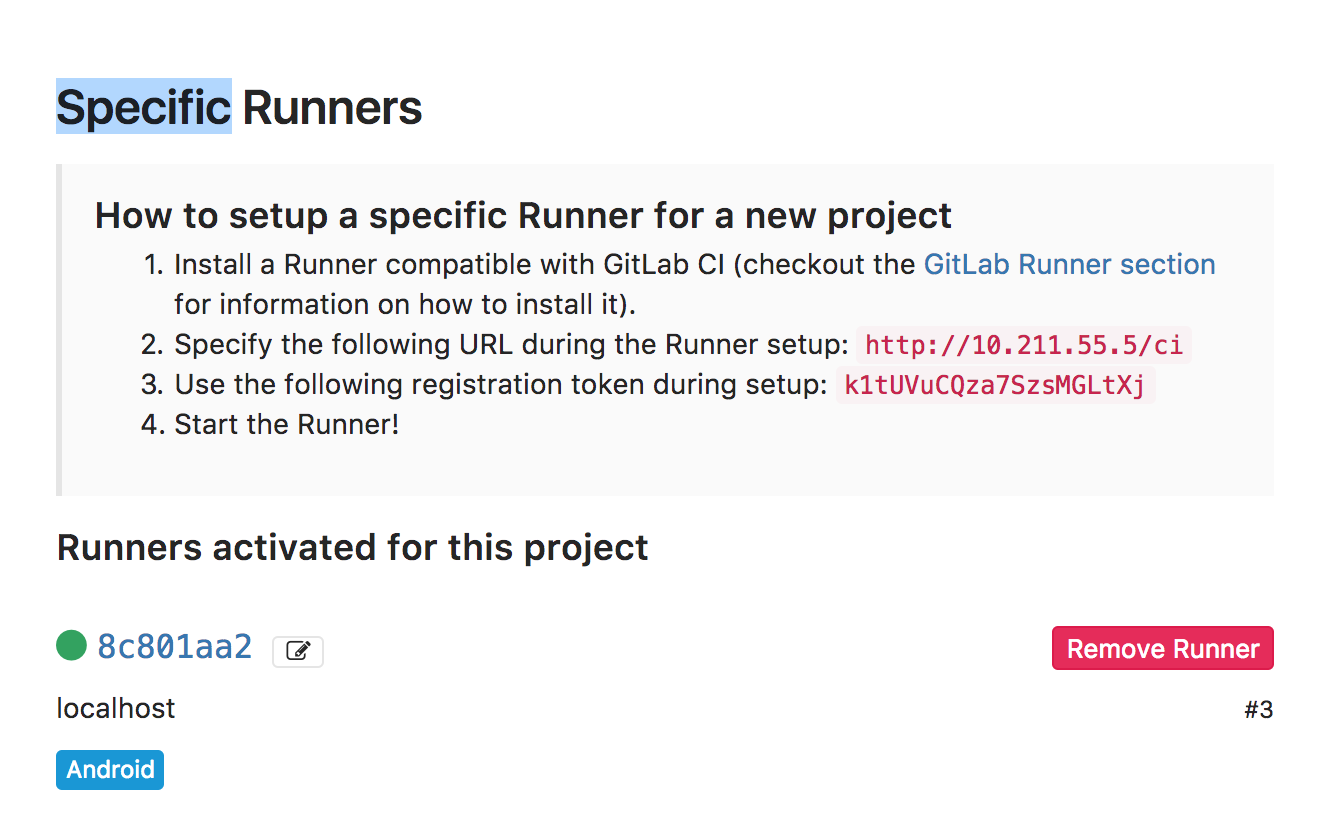 Specific Runners
How to setup a specific Runner for a new project
1. Install a Runner compatible with GitLab CI (checkout the GitLab Runner section
for information on how to install it).
2. Specify the following URL during the Runner setup: http://10.211.55.5/ci
3. Use the following registration token during setup: k1tUVuCQza7SzsMGLtXj
4. Start the Runner!
Runners activated for this project
8c801aa2
Remove Runner
localhost
#3
Android